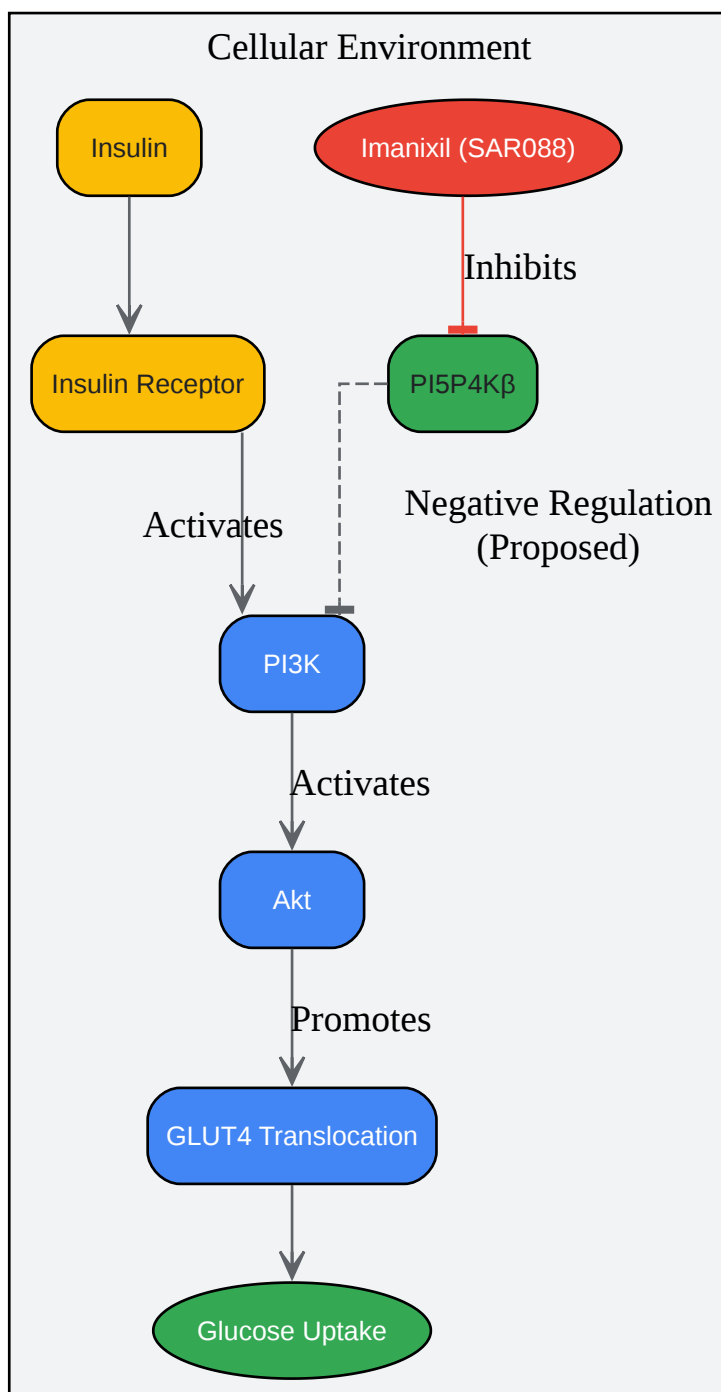 Cellular Environment
Insulin
Imanixil (SAR088)
Inhibits
Insulin Receptor
PI5P4Kβ
Activates
Negative Regulation
(Proposed)
PI3K
Activates
Akt
Promotes
GLUT4 Translocation
Glucose Uptake